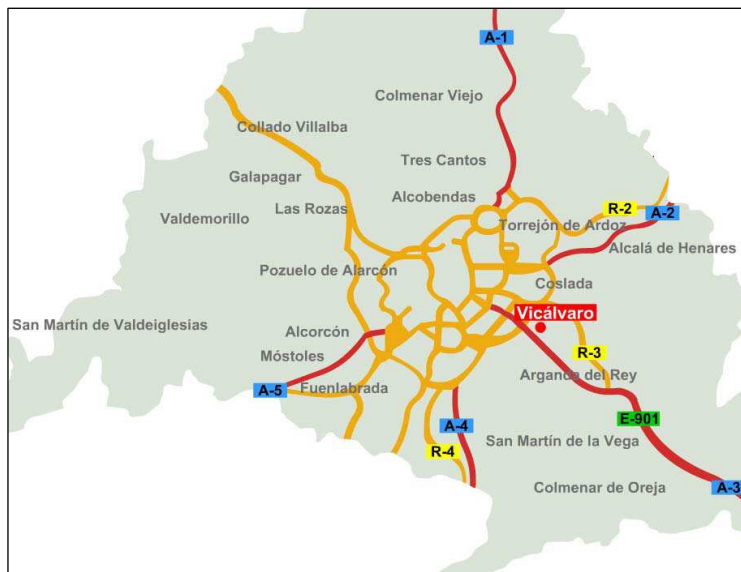 A-1
Colmenar Viejo
Collado Villalba
Tres Cantos
Galapagar
Alcobendas
Las Rozas
R-2
A-2
Valdemorillo
Torrejón de Ardoz
Alcalá de Henares
Pozuelo de Alarcón
Coslada
Vicálvaro
San Martín de Valdeiglesias
Alcorcón
R-3
Móstoles
Arganda del Rey
A-5
Fuenlabrada
E-901
A-4
San Martín de la Vega
R-4
Colmenar de Oreja
A-3